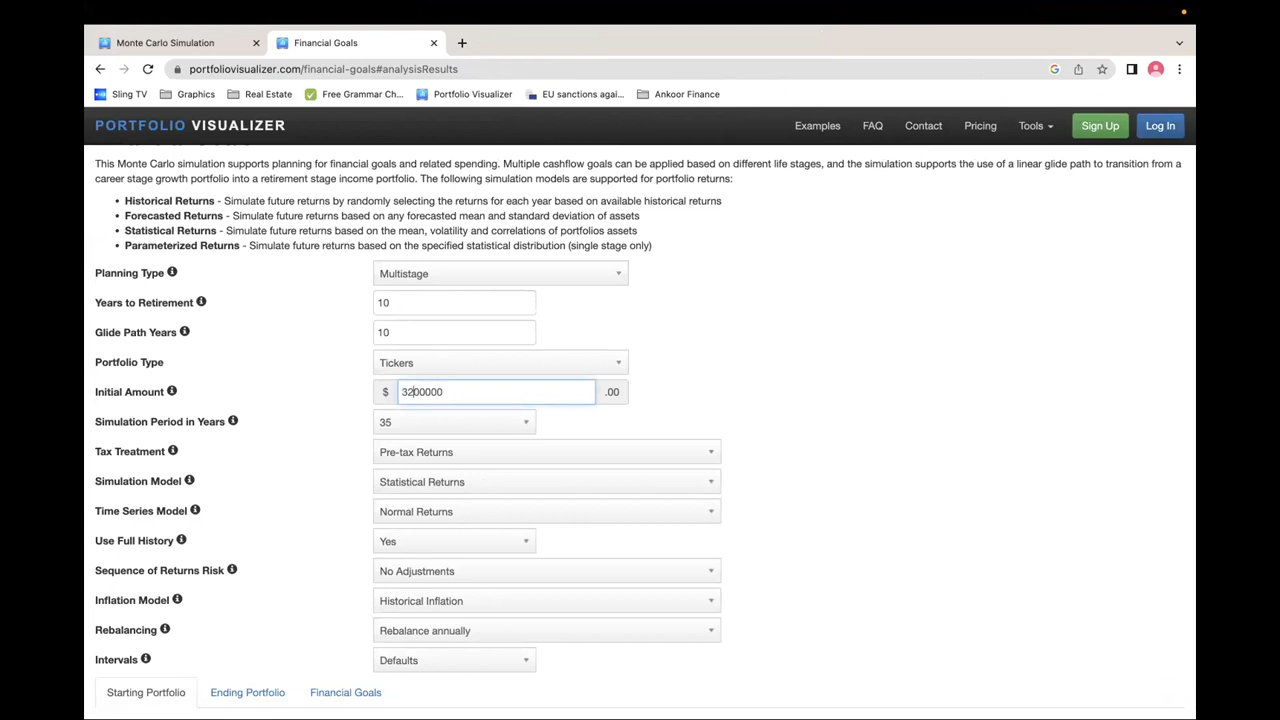 Monte Carlo Simulation
Financial Goals
portfoliovisualizer.com/financial-goals#analysisResults
Sling TV
Graphics
Real Estate
Free Grammar Ch...
Portfolio Visualizer
EU sanctions agai...
Ankoor Finance
PORTFOLIO VISUALIZER
Examples
FAQ
Contact
Pricing
Tools
Sign Up
Log In
This Monte Carlo simulation supports planning for financial goals and related spending. Multiple cashflow goals can be applied based on different life stages, and the simulation supports the use of a linear glide path to transition from a
career stage growth portfolio into a retirement stage income portfolio. The following simulation models are supported for portfolio returns:
• Historical Returns - Simulate future returns by randomly selecting the returns for each year based on available historical returns
• Forecasted Returns - Simulate future returns based on any forecasted mean and standard deviation of assets
• Statistical Returns - Simulate future returns based on the mean, volatility and correlations of portfolios assets
• Parameterized Returns - Simulate future returns based on the specified statistical distribution (single stage only)
Planning Type Multistage
Years to Retirement 10
Glide Path Years 10
Portfolio Type Tickers
Initial Amount $ 3200000 .00
Simulation Period in Years 35
Tax Treatment Pre-tax Returns
Simulation Model Statistical Returns
Time Series Model Normal Returns
Use Full History Yes
Sequence of Returns Risk No Adjustments
Inflation Model Historical Inflation
Rebalancing Rebalance annually
Intervals Defaults
Starting Portfolio
Ending Portfolio
Financial Goals